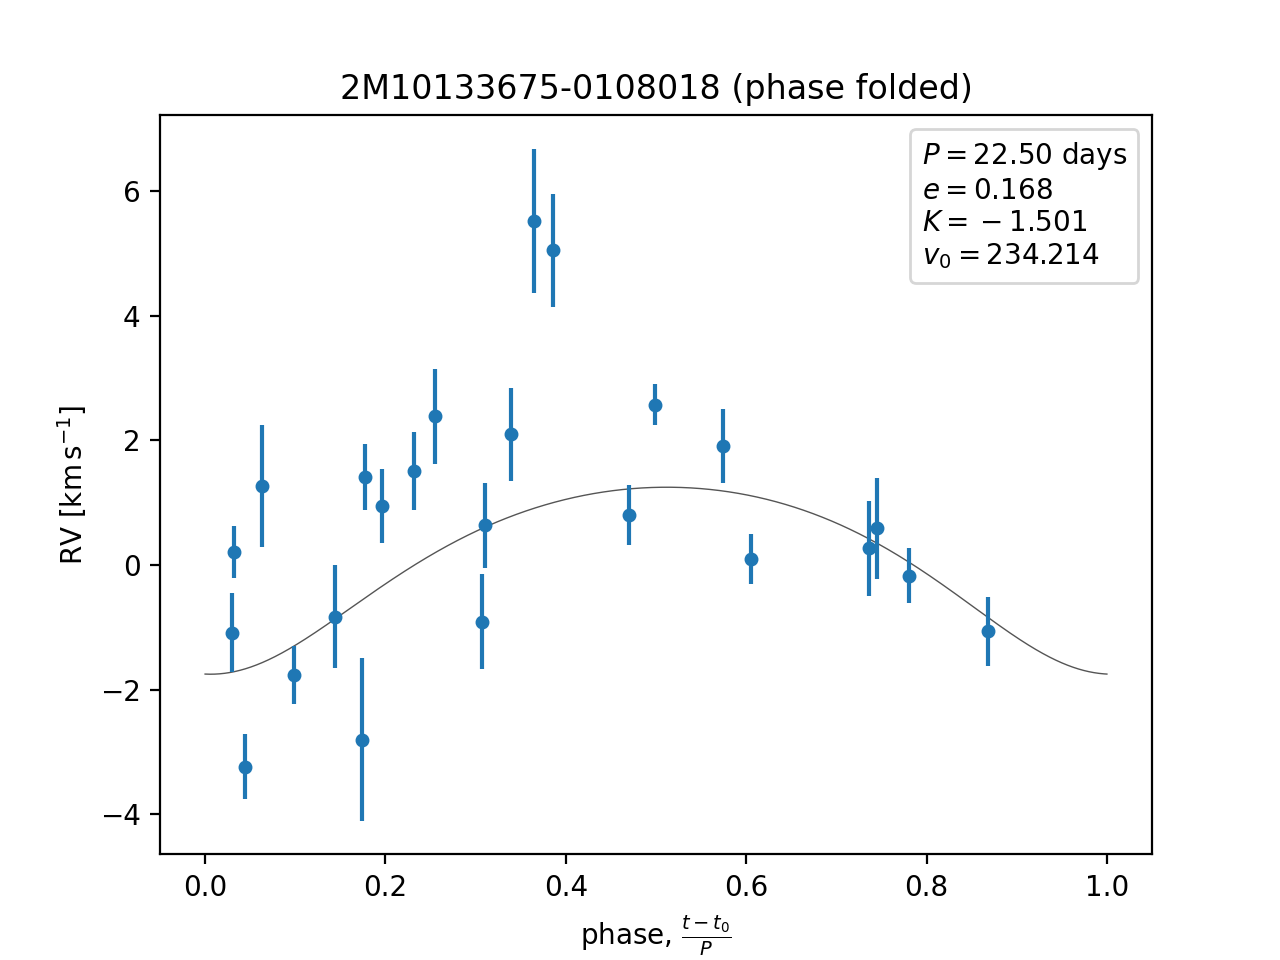 2M10133675-0108018 (phase folded)
P = 22.50 days
e = 0.168
K = −1.501
v₀ = 234.214
RV [km s⁻¹]
6
4
2
0
−2
−4
0.0 0.2 0.4 0.6 0.8 1.0
phase, (t − t₀)/P